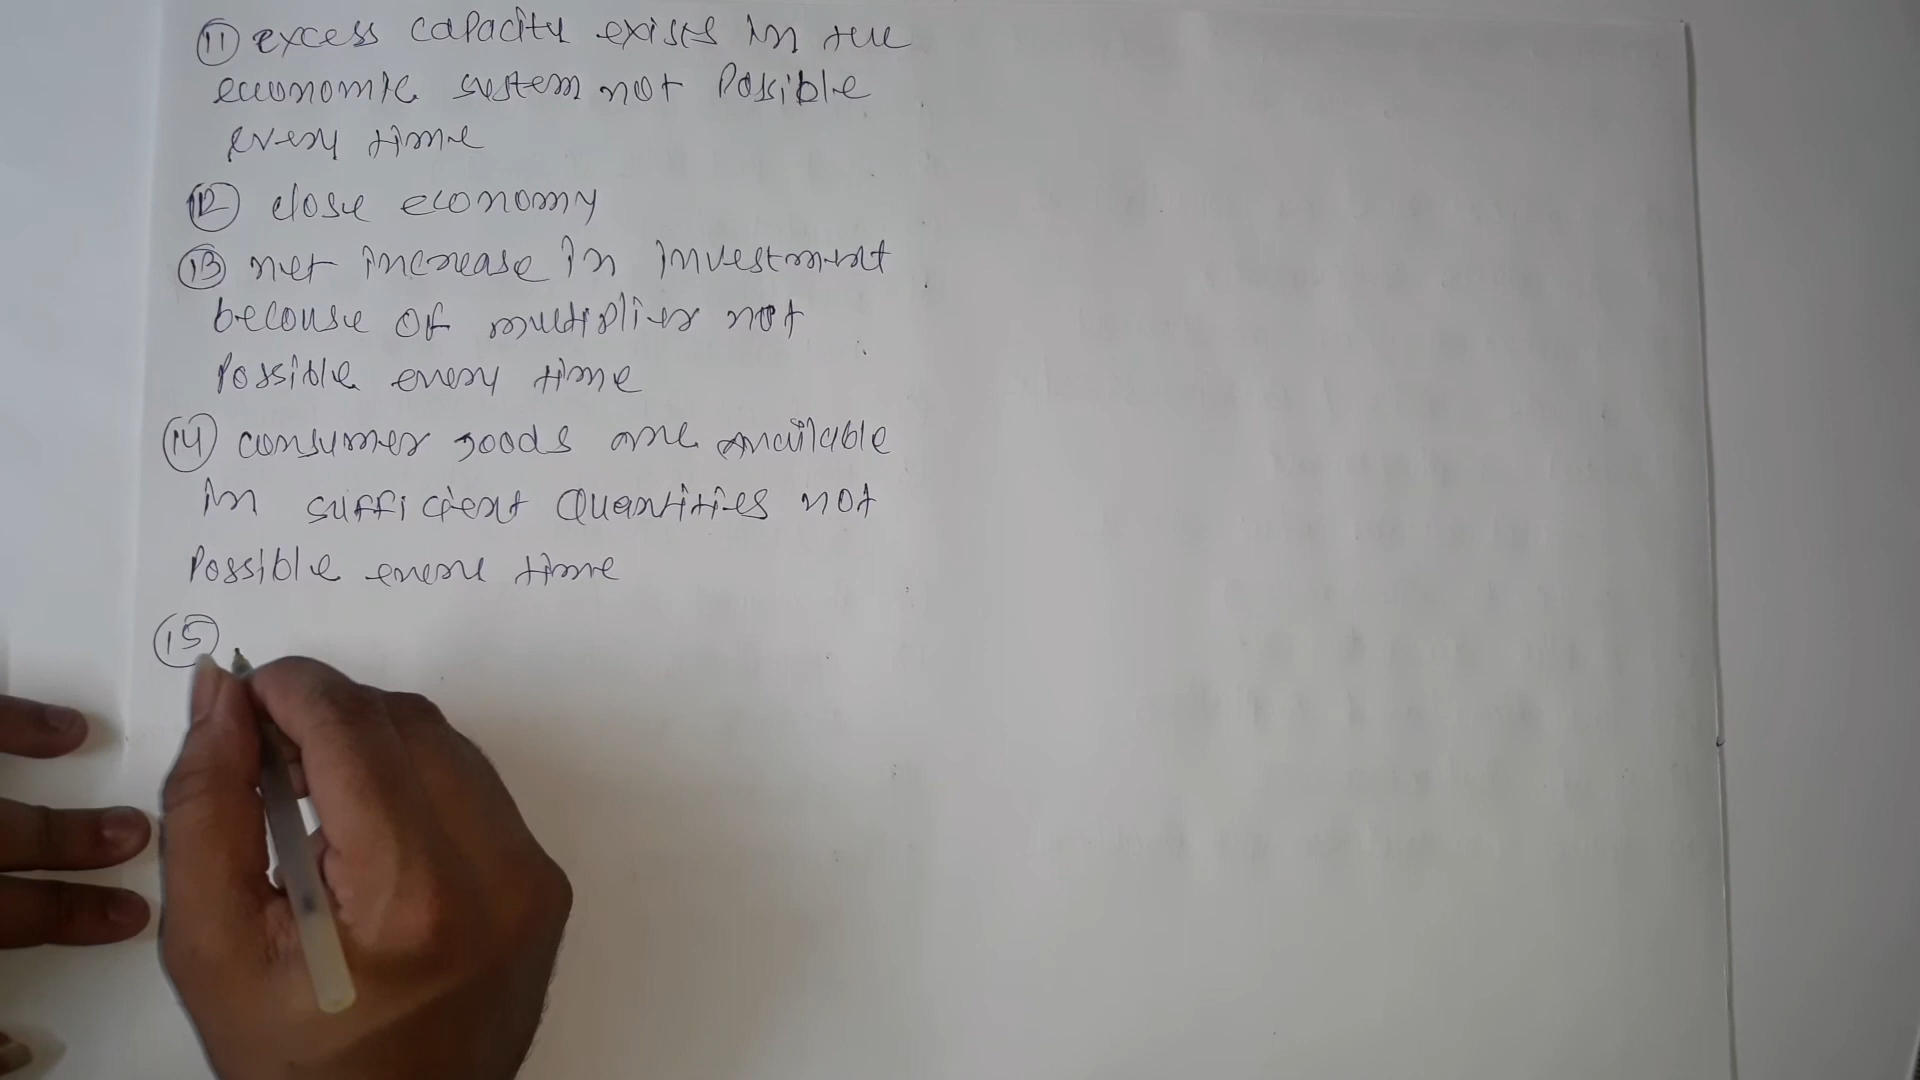 11 excess capacity exists in the
economic system not possible
every time
12 close economy
13 net increase in investment
because of multiplier not
possible every time
14 consumer goods are available
in sufficient quantities not
possible every time
15